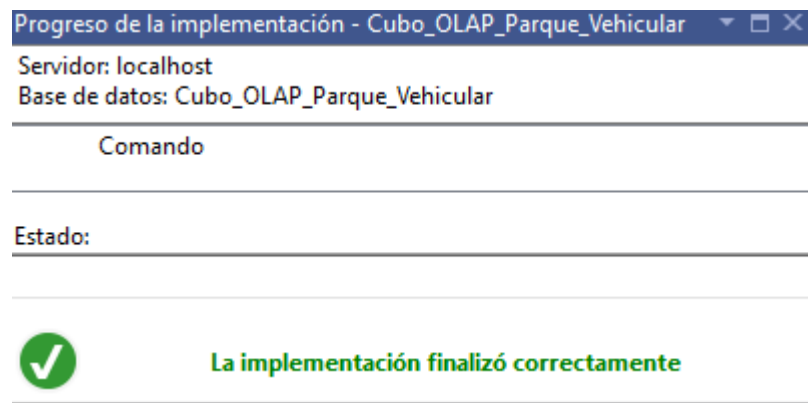 Progreso de la implementación - Cubo_OLAP_Parque_Vehicular
Servidor: localhost
Base de datos: Cubo_OLAP_Parque_Vehicular
Comando
Estado:
La implementación finalizó correctamente